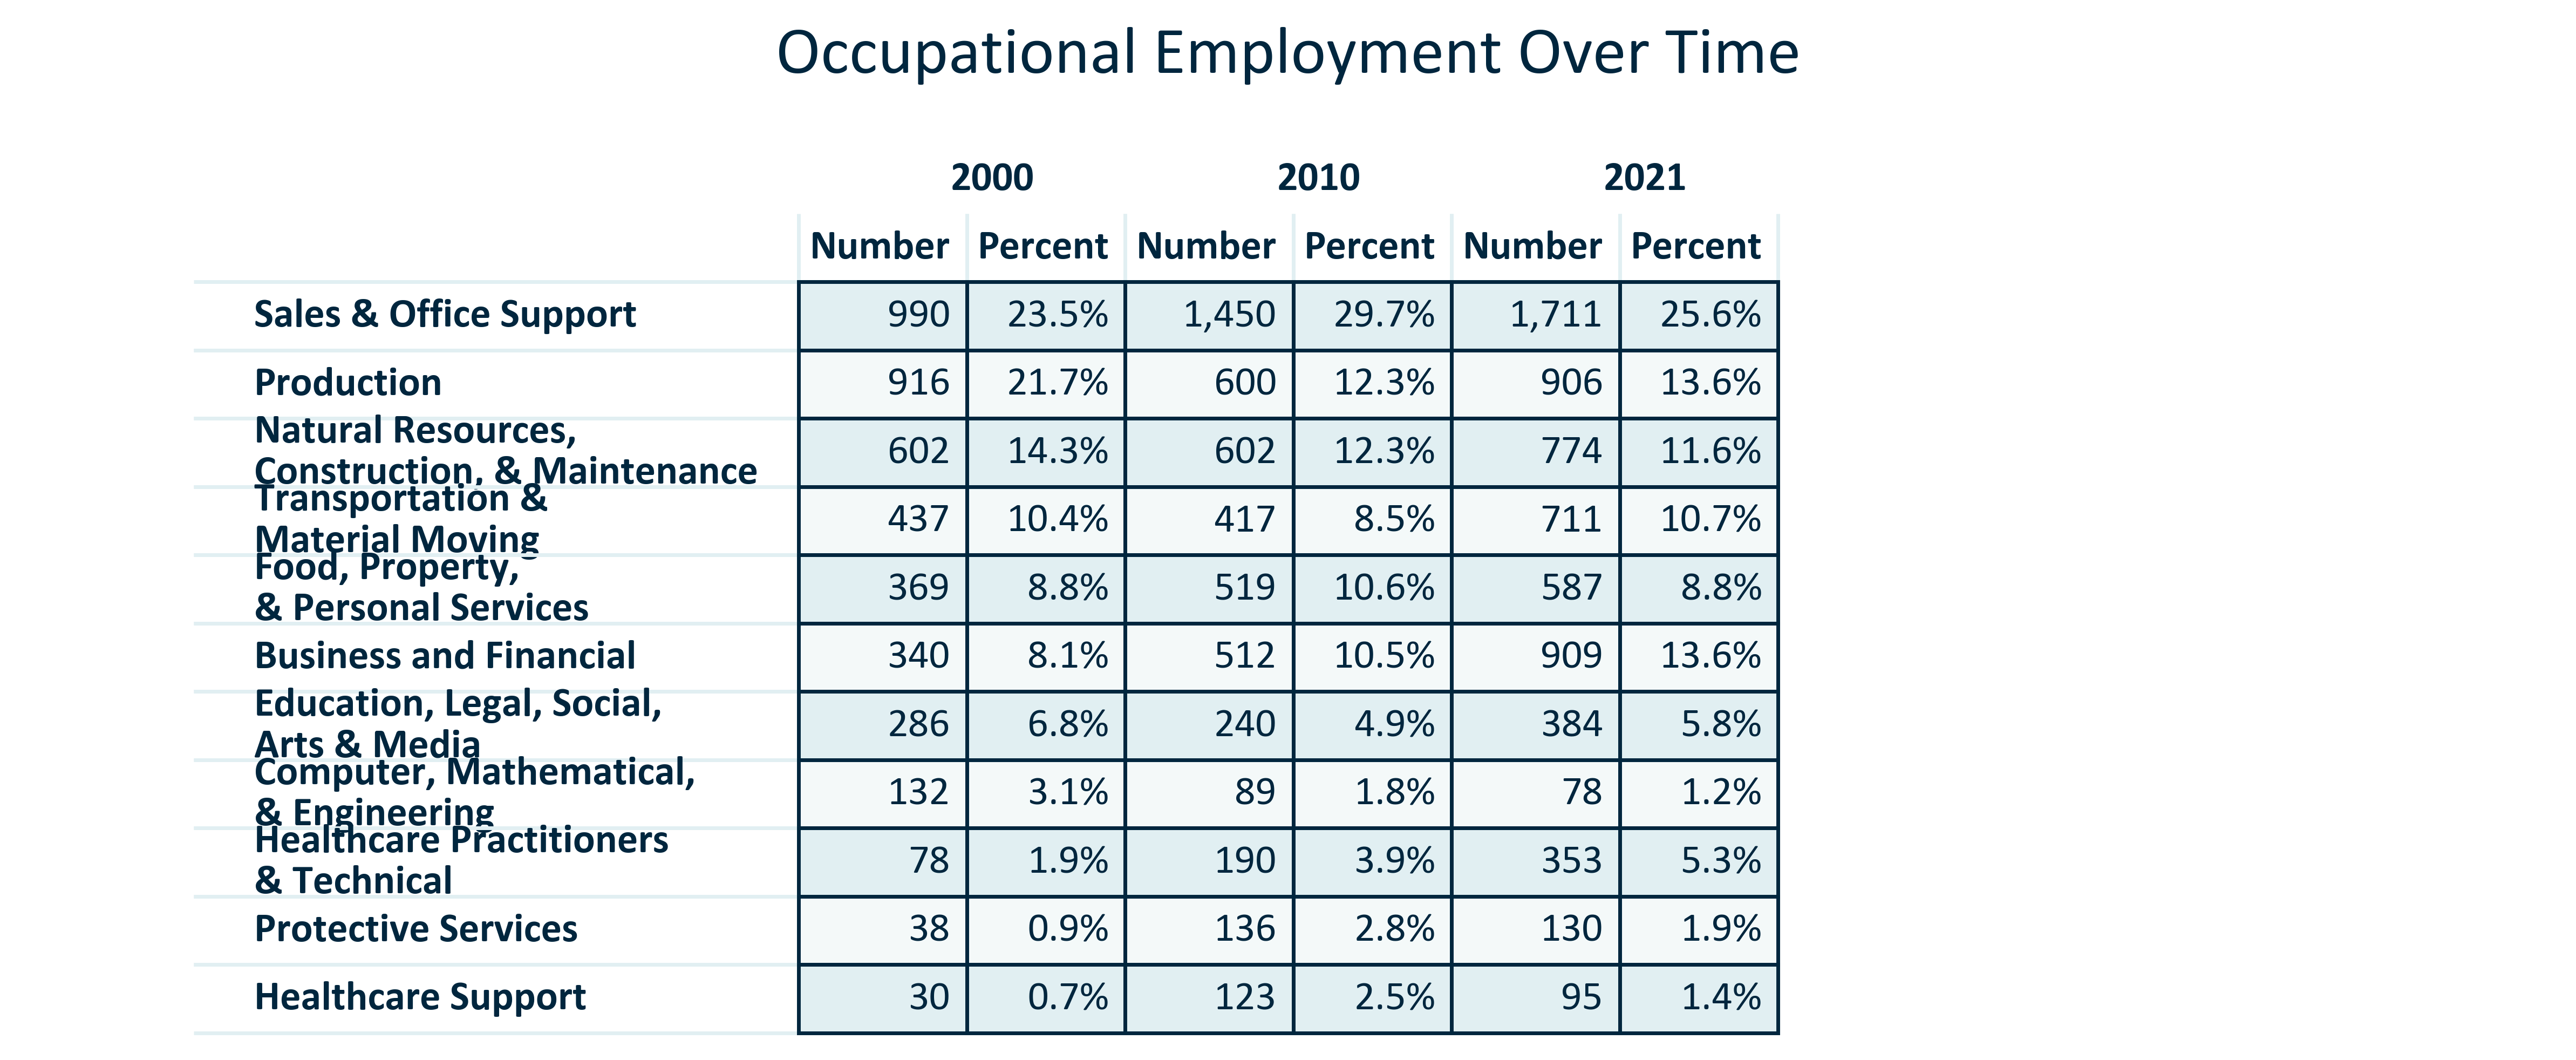 Occupational Employment Over Time
2000 2010 2021
Number Percent Number Percent Number Percent
Sales & Office Support 990 23.5% 1,450 29.7% 1,711 25.6%
Production 916 21.7% 600 12.3% 906 13.6%
Natural Resources,
Construction, & Maintenance 602 14.3% 602 12.3% 774 11.6%
Transportation &
Material Moving 437 10.4% 417 8.5% 711 10.7%
Food, Property,
& Personal Services 369 8.8% 519 10.6% 587 8.8%
Business and Financial 340 8.1% 512 10.5% 909 13.6%
Education, Legal, Social,
Arts & Media 286 6.8% 240 4.9% 384 5.8%
Computer, Mathematical,
& Engineering 132 3.1% 89 1.8% 78 1.2%
Healthcare Practitioners
& Technical 78 1.9% 190 3.9% 353 5.3%
Protective Services 38 0.9% 136 2.8% 130 1.9%
Healthcare Support 30 0.7% 123 2.5% 95 1.4%